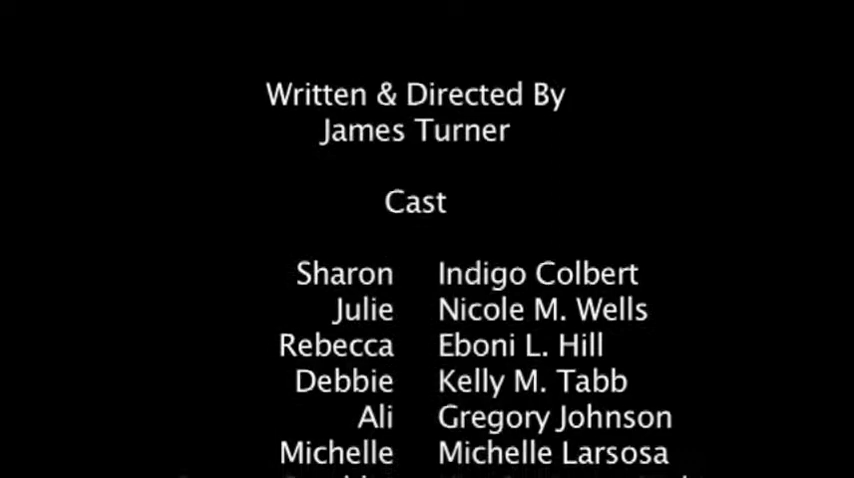 Written & Directed By
James Turner
Cast
Sharon Indigo Colbert
Julie Nicole M. Wells
Rebecca Eboni L. Hill
Debbie Kelly M. Tabb
Ali Gregory Johnson
Michelle Michelle Larsosa